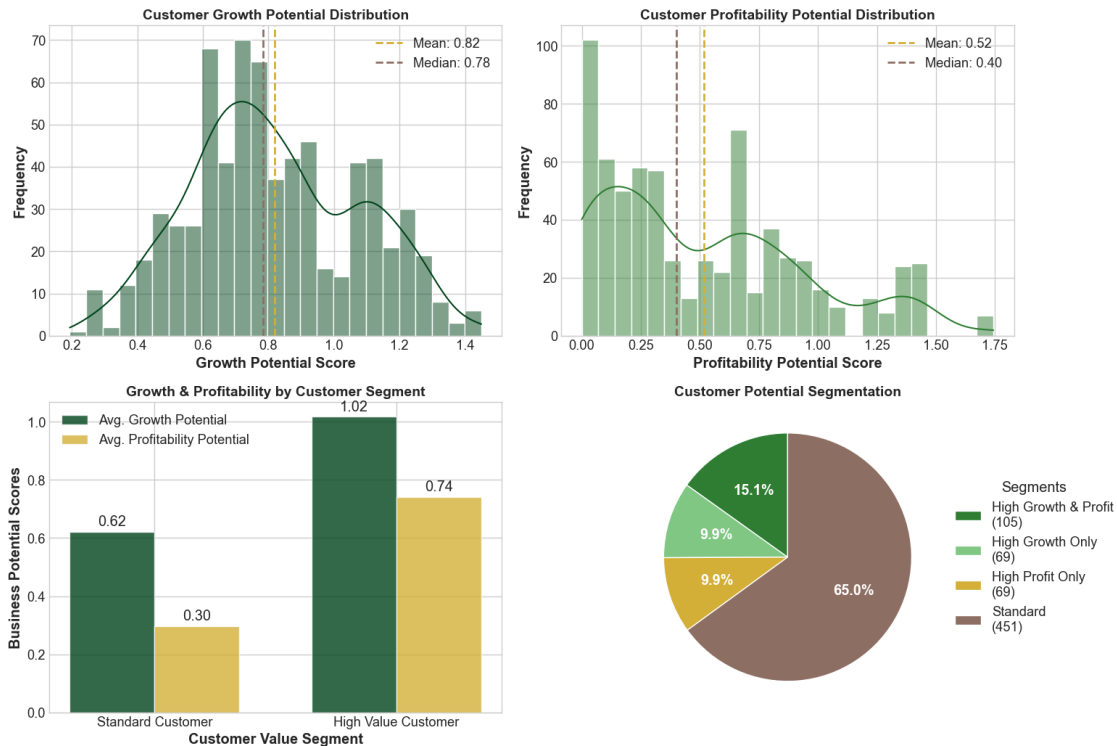 Customer Growth Potential Distribution
Mean: 0.82
Median: 0.78
70
60
50
40
30
20
10
0
Frequency
0.2 0.4 0.6 0.8 1.0 1.2 1.4
Growth Potential Score
Customer Profitability Potential Distribution
Mean: 0.52
Median: 0.40
100
80
60
40
20
0
Frequency
0.00 0.25 0.50 0.75 1.00 1.25 1.50 1.75
Profitability Potential Score
Growth & Profitability by Customer Segment
Avg. Growth Potential
Avg. Profitability Potential
1.0
0.8
0.6
0.4
0.2
0.0
Business Potential Scores
0.62
0.30
1.02
0.74
Standard Customer High Value Customer
Customer Value Segment
Customer Potential Segmentation
15.1%
9.9%
9.9%
65.0%
Segments
High Growth & Profit
(105)
High Growth Only
(69)
High Profit Only
(69)
Standard
(451)